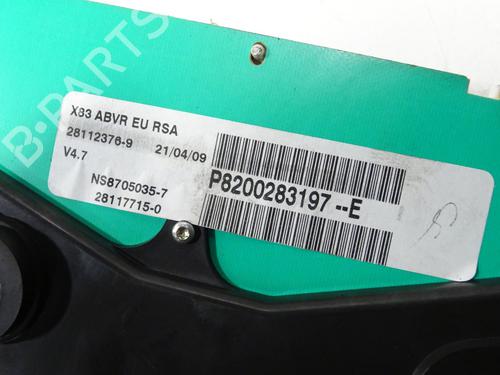 X83 ABVR EU RSA
28112376-9 21/04/09
V4.7
P8200283197--E
NS8705035-7
28117715-0
B-PARTS